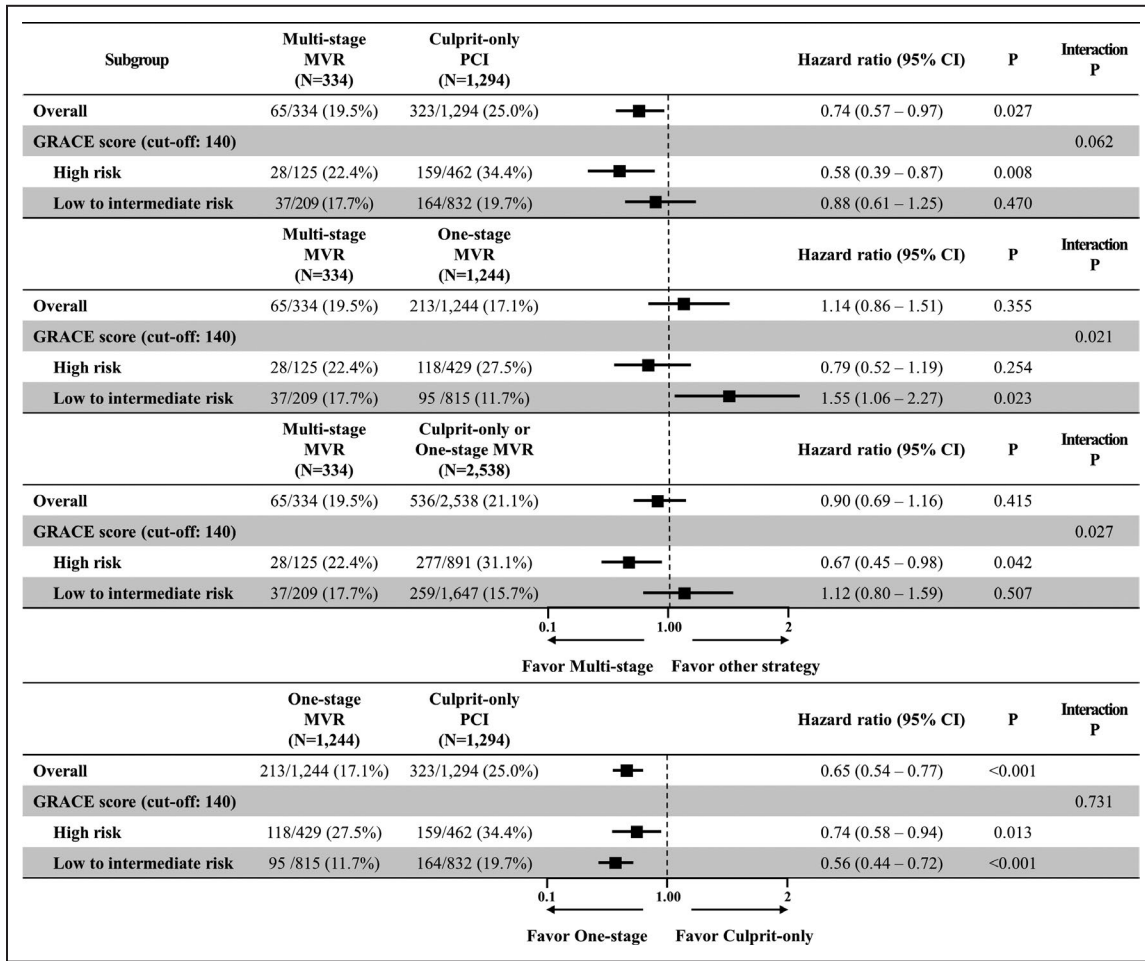 Subgroup Multi-stage MVR (N=334) Culprit-only PCI (N=1,294) Hazard ratio (95% CI) P Interaction P
Overall 65/334 (19.5%) 323/1,294 (25.0%) 0.74 (0.57 – 0.97) 0.027
GRACE score (cut-off: 140) 0.062
High risk 28/125 (22.4%) 159/462 (34.4%) 0.58 (0.39 – 0.87) 0.008
Low to intermediate risk 37/209 (17.7%) 164/832 (19.7%) 0.88 (0.61 – 1.25) 0.470
Multi-stage MVR (N=334) One-stage MVR (N=1,244) Hazard ratio (95% CI) P Interaction P
Overall 65/334 (19.5%) 213/1,244 (17.1%) 1.14 (0.86 – 1.51) 0.355
GRACE score (cut-off: 140) 0.021
High risk 28/125 (22.4%) 118/429 (27.5%) 0.79 (0.52 – 1.19) 0.254
Low to intermediate risk 37/209 (17.7%) 95 /815 (11.7%) 1.55 (1.06 – 2.27) 0.023
Multi-stage MVR (N=334) Culprit-only or One-stage MVR (N=2,538) Hazard ratio (95% CI) P Interaction P
Overall 65/334 (19.5%) 536/2,538 (21.1%) 0.90 (0.69 – 1.16) 0.415
GRACE score (cut-off: 140) 0.027
High risk 28/125 (22.4%) 277/891 (31.1%) 0.67 (0.45 – 0.98) 0.042
Low to intermediate risk 37/209 (17.7%) 259/1,647 (15.7%) 1.12 (0.80 – 1.59) 0.507
0.1 1.00 2
Favor Multi-stage Favor other strategy
One-stage MVR (N=1,244) Culprit-only PCI (N=1,294) Hazard ratio (95% CI) P Interaction P
Overall 213/1,244 (17.1%) 323/1,294 (25.0%) 0.65 (0.54 – 0.77) <0.001
GRACE score (cut-off: 140) 0.731
High risk 118/429 (27.5%) 159/462 (34.4%) 0.74 (0.58 – 0.94) 0.013
Low to intermediate risk 95 /815 (11.7%) 164/832 (19.7%) 0.56 (0.44 – 0.72) <0.001
0.1 1.00 2
Favor One-stage Favor Culprit-only